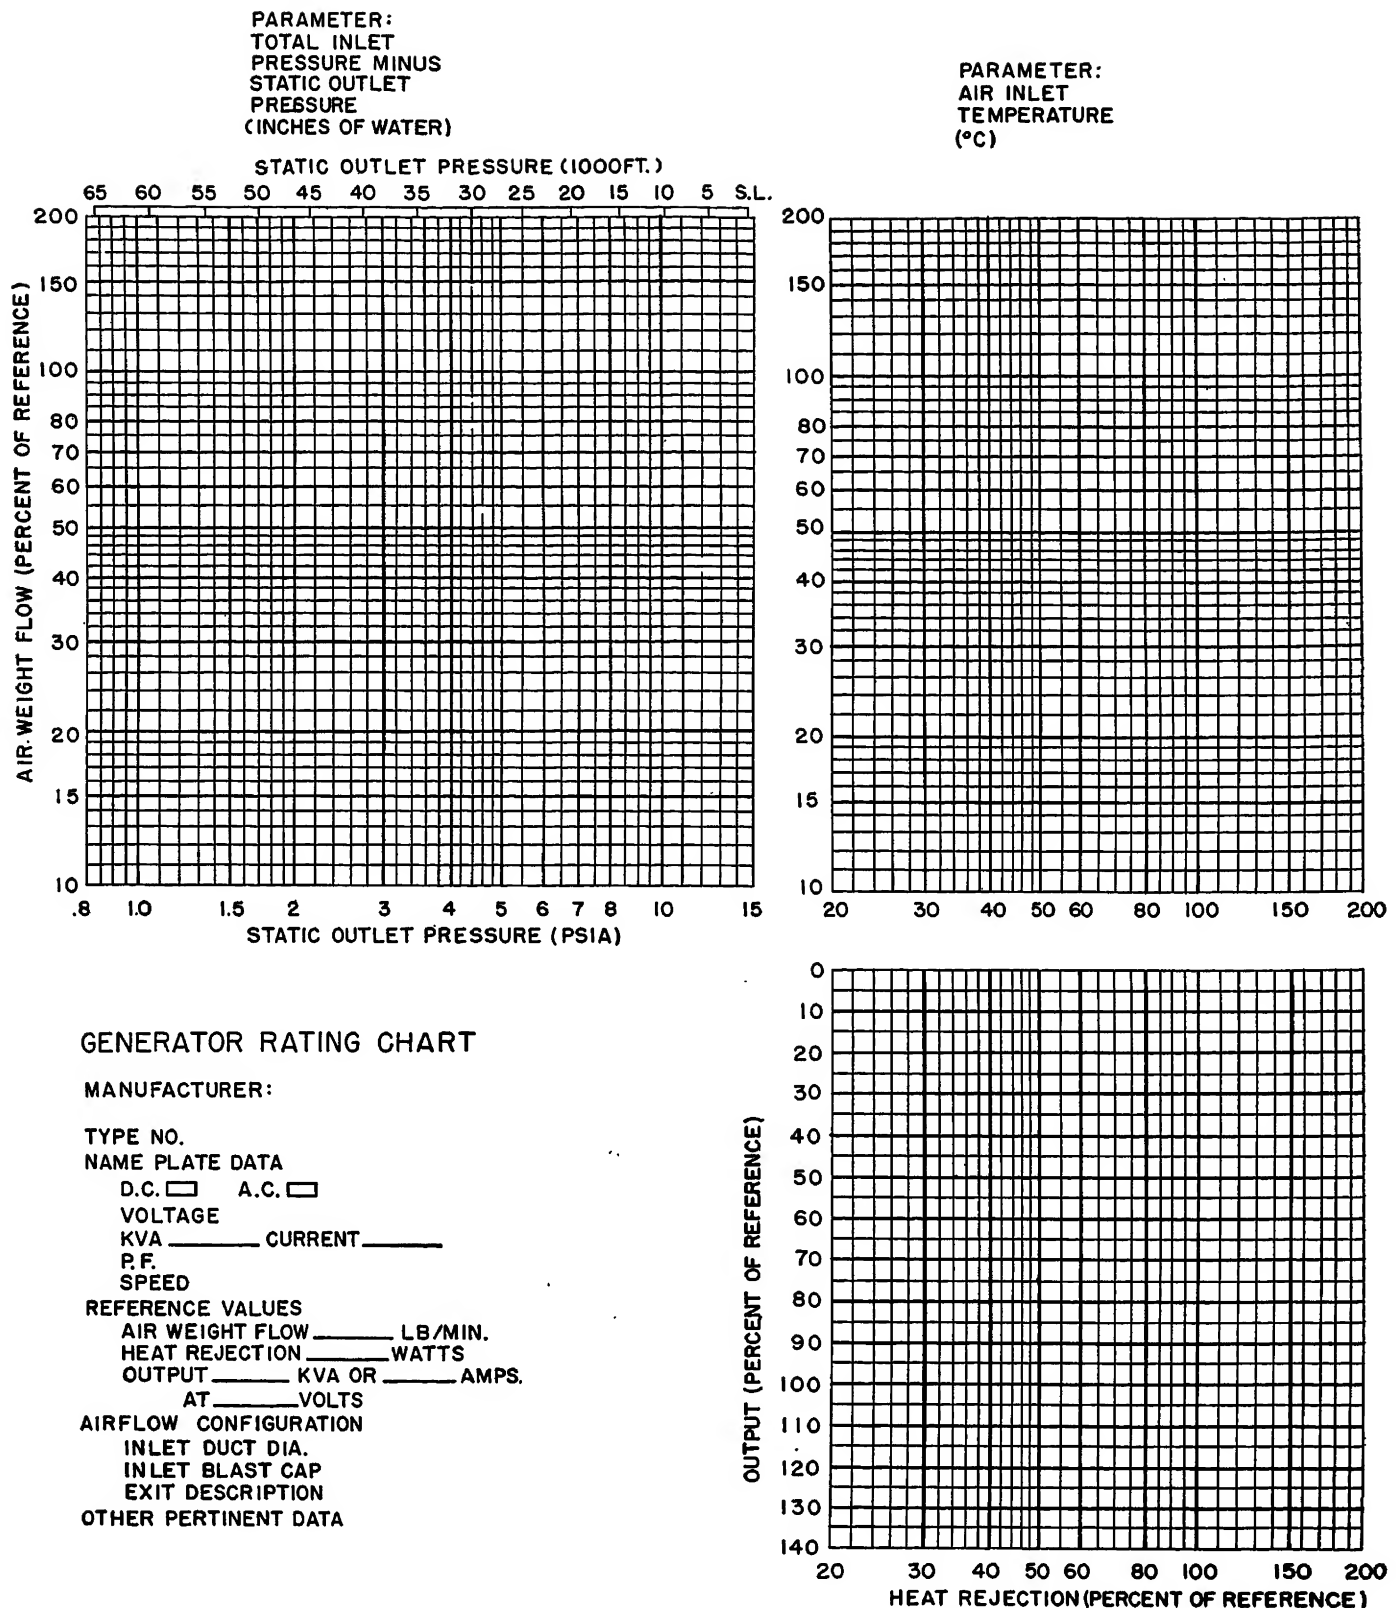 PARAMETER:
TOTAL INLET
PRESSURE MINUS
STATIC OUTLET
PRESSURE
(INCHES OF WATER)
STATIC OUTLET PRESSURE (1000FT.)
65 60 55 50 45 40 35 30 25 20 15 10 5 S.L.
200
150
100
80
70
60
50
40
30
20
15
10
AIR-WEIGHT FLOW (PERCENT OF REFERENCE)
.8 1.0 1.5 2 3 4 5 6 7 8 10 15
STATIC OUTLET PRESSURE (PSIA)
PARAMETER:
AIR INLET
TEMPERATURE
(°C)
200
150
100
80
70
60
50
40
30
20
15
10
20 30 40 50 60 80 100 150 200
GENERATOR RATING CHART
MANUFACTURER:
TYPE NO.
NAME PLATE DATA
D.C. A.C.
VOLTAGE
KVA ________ CURRENT ________
P.F.
SPEED
REFERENCE VALUES
AIR WEIGHT FLOW ________ LB/MIN.
HEAT REJECTION ________ WATTS
OUTPUT ________ KVA OR ________ AMPS.
AT ________ VOLTS
AIRFLOW CONFIGURATION
INLET DUCT DIA.
INLET BLAST CAP
EXIT DESCRIPTION
OTHER PERTINENT DATA
0
10
20
30
40
50
60
70
80
90
100
110
120
130
140
OUTPUT (PERCENT OF REFERENCE)
20 30 40 50 60 80 100 150 200
HEAT REJECTION (PERCENT OF REFERENCE)